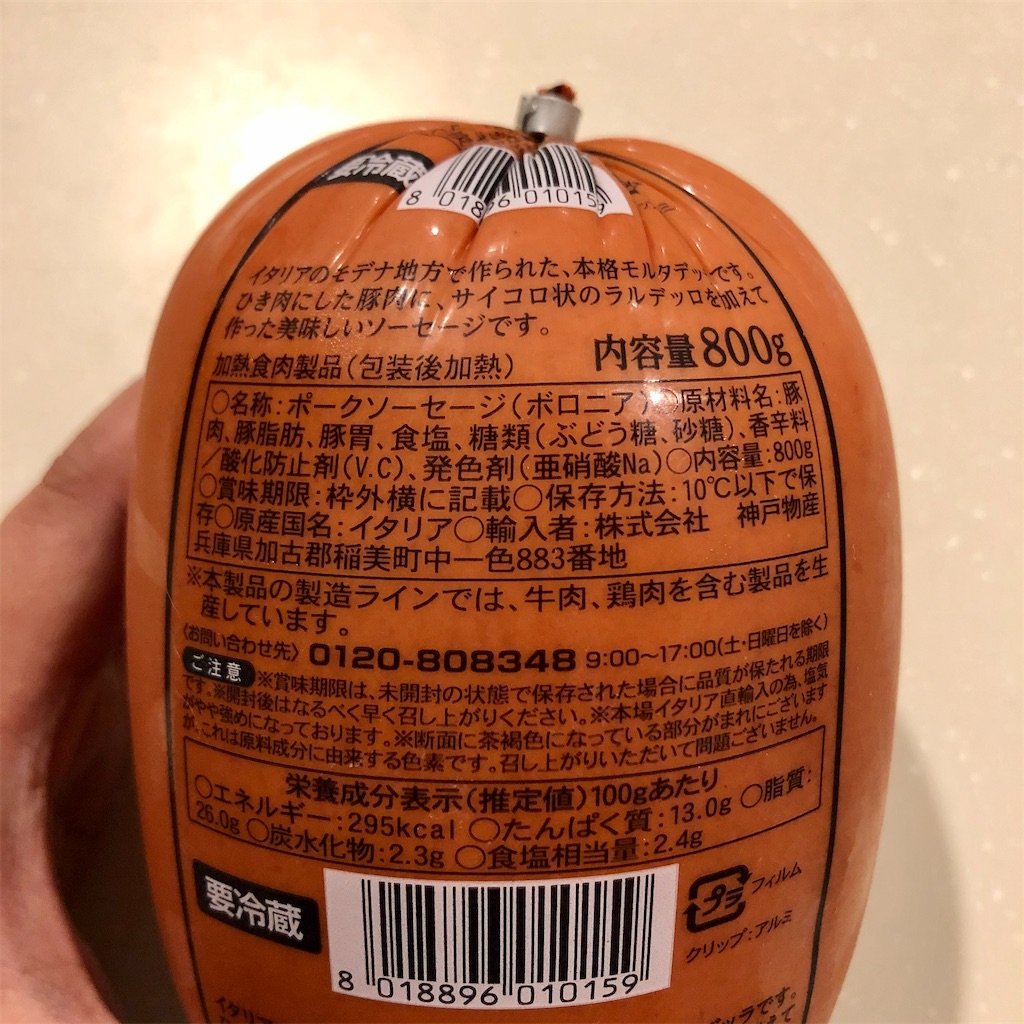 要冷蔵
8 018896 010159
イタリアのモデナ地方で作られた、本格モルタデッ です。
ひき肉にした豚肉に、サイコロ状のラルデッロを加えて
作った美味しいソーセージです。
内容量800g
加熱食肉製品(包装後加熱)
○名称:ポークソーセージ(ボロニア)○原材料名:豚
肉、豚脂肪、豚胃、食塩、糖類(ぶどう糖、砂糖)、香辛料
/酸化防止剤(V.C)、発色剤(亜硝酸Na)○内容量:800g
○賞味期限:枠外横に記載○保存方法:10℃以下で保
存○原産国名:イタリア○輸入者:株式会社 神戸物産
兵庫県加古郡稲美町中一色883番地
※本製品の製造ラインでは、牛肉、鶏肉を含む製品を生
産しています。
〈お問い合わせ先〉0120-808348 9:00~17:00(土・日曜日を除く)
ご注意 ※賞味期限は、未開封の状態で保存された場合に品質が保たれる期限
です。※開封後はなるべく早く召し上がりください。※本場イタリア直輸入の為、塩気
がやや強めになっております。※断面に茶褐色になっている部分がまれにございます
が、これは原料成分に由来する色素です。召し上がりいただいて問題ございません。
栄養成分表示(推定値)100gあたり
○エネルギー:295kcal ○たんぱく質:13.0g ○脂質:
26.0g ○炭水化物:2.3g ○食塩相当量:2.4g
要冷蔵
8 018896 010159
プラ フィルム
クリップ:アルミ
イタリア
です。